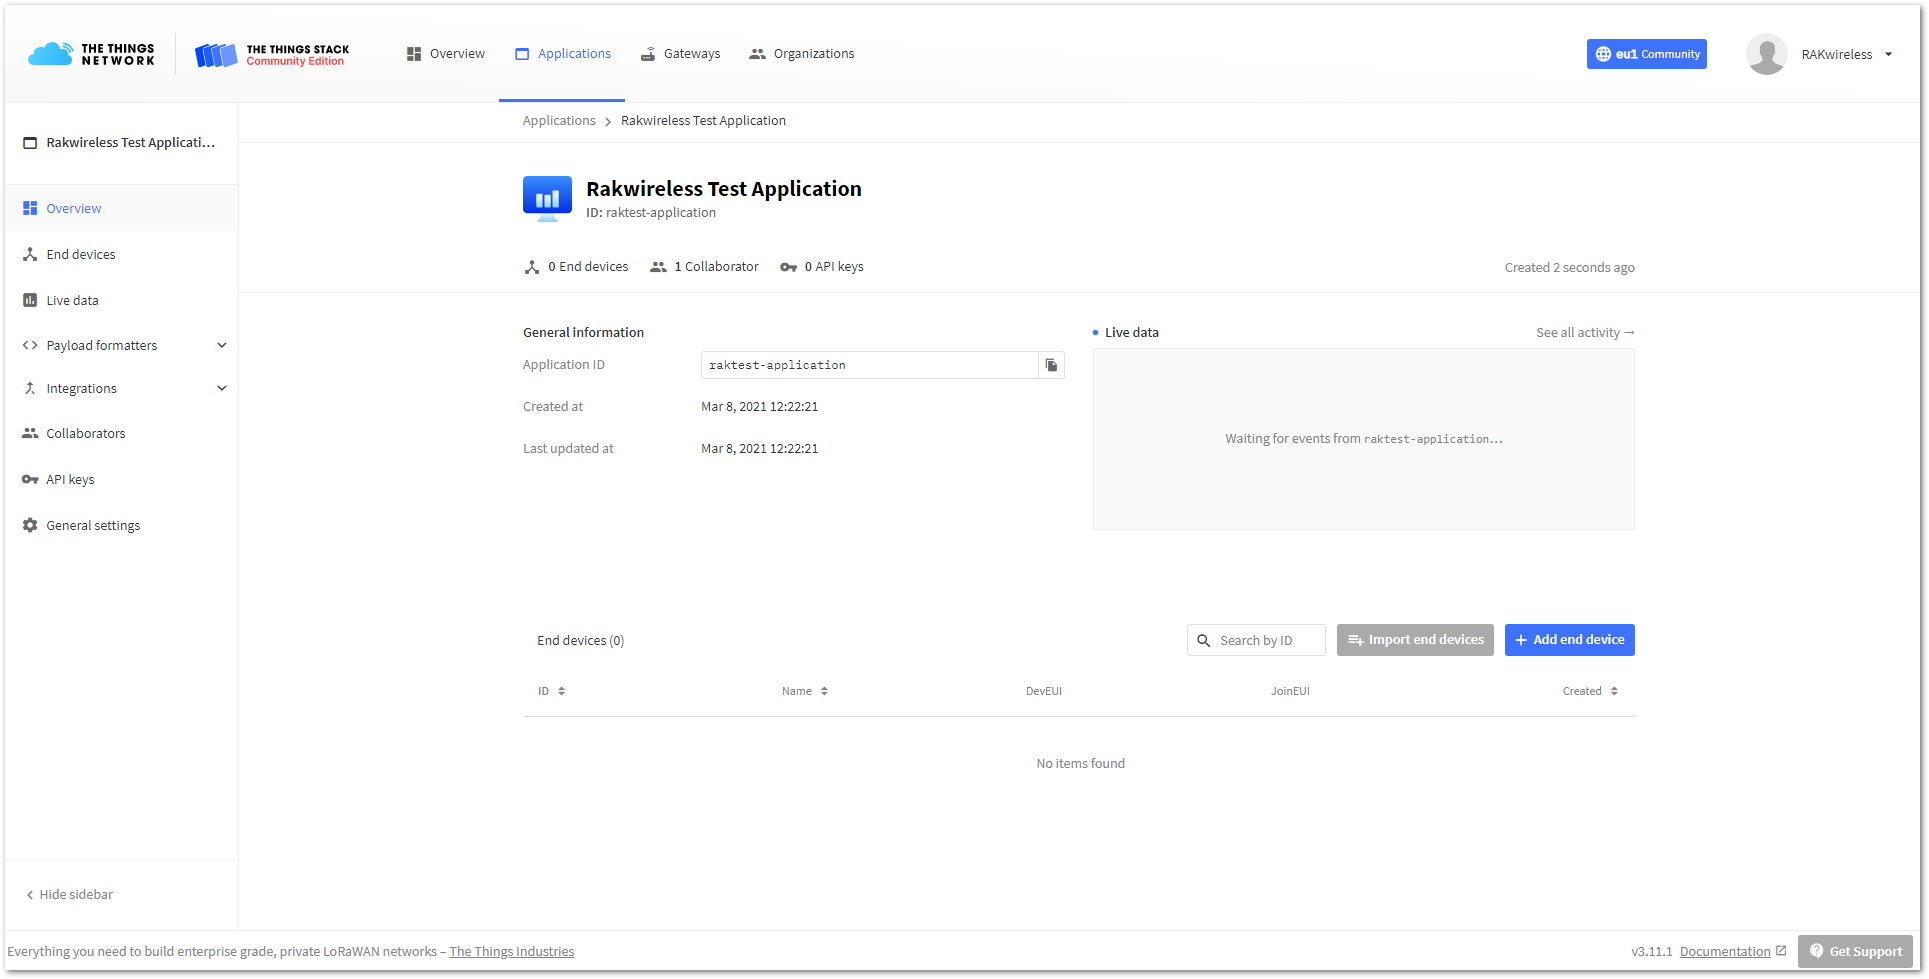 THE THINGS
NETWORK
THE THINGS STACK
Community Edition
Overview
Applications
Gateways
Organizations
eu1 Community
RAKwireless
Rakwireless Test Applicati...
Applications
Rakwireless Test Application
Overview
End devices
Live data
Payload formatters
Integrations
Collaborators
API keys
General settings
Hide sidebar
Rakwireless Test Application
ID: raktest-application
0 End devices
1 Collaborator
0 API keys
Created 2 seconds ago
General information
Application ID
raktest-application
Created at
Mar 8, 2021 12:22:21
Last updated at
Mar 8, 2021 12:22:21
Live data
See all activity →
Waiting for events from raktest-application...
End devices (0)
Search by ID
Import end devices
+ Add end device
ID
Name
DevEUI
JoinEUI
Created
No items found
Everything you need to build enterprise grade, private LoRaWAN networks – The Things Industries
v3.11.1
Documentation
Get Support